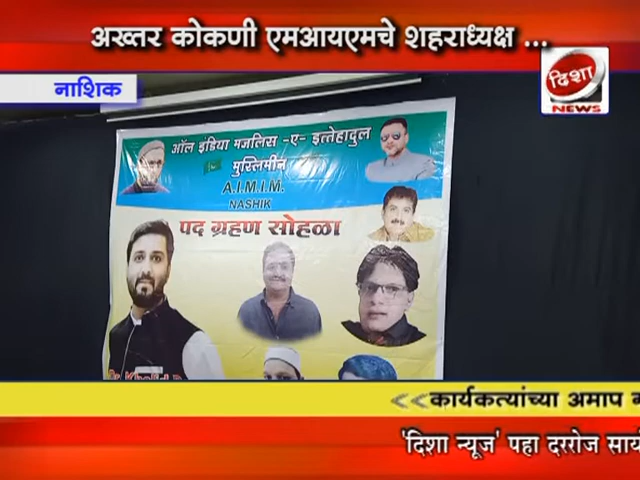 अख्तर कोकणी एमआयएमचे शहराध्यक्ष ...
नाशिक
दिशा
NEWS
ऑल इंडिया मजलिस -ए- इत्तेहादुल
मुस्लिमीन
A.I.M.I.M.
NASHIK
पद ग्रहण सोहळा
<<कार्यकर्त्यांच्या अमाप
'दिशा न्यूज' पहा दररोज